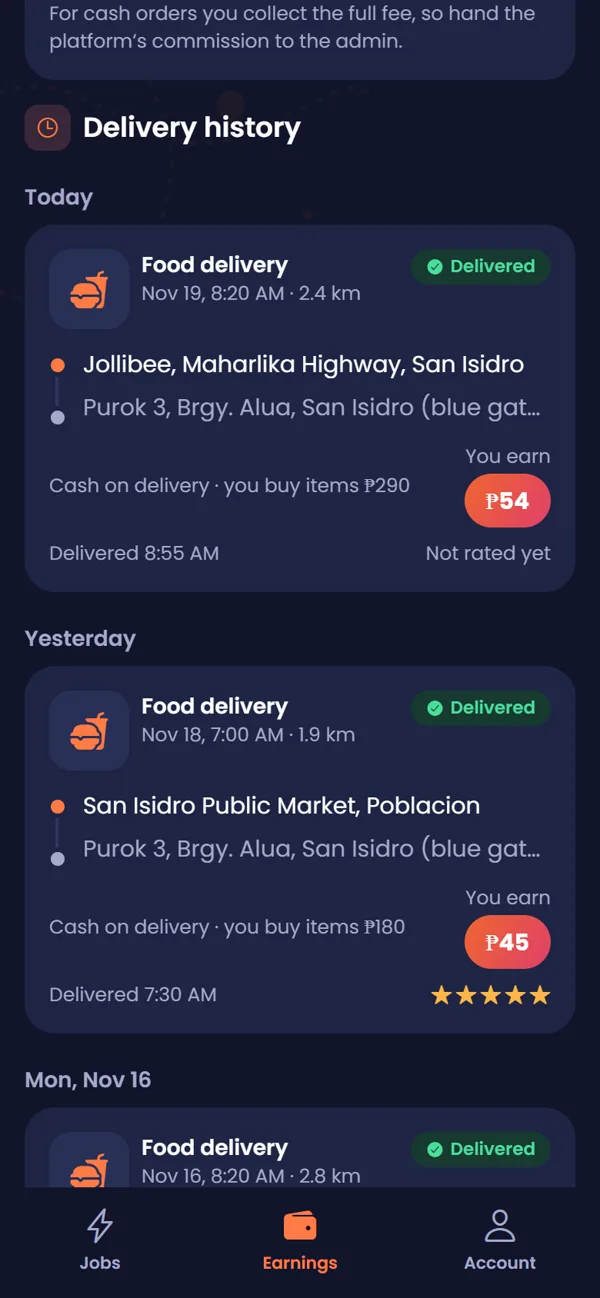 For cash orders you collect the full fee, so hand the
platform’s commission to the admin.
Delivery history
Today
Food delivery
Delivered
Nov 19, 8:20 AM · 2.4 km
Jollibee, Maharlika Highway, San Isidro
Purok 3, Brgy. Alua, San Isidro (blue gat...
You earn
Cash on delivery · you buy items ₱290
₱54
Delivered 8:55 AM
Not rated yet
Yesterday
Food delivery
Delivered
Nov 18, 7:00 AM · 1.9 km
San Isidro Public Market, Poblacion
Purok 3, Brgy. Alua, San Isidro (blue gat...
You earn
Cash on delivery · you buy items ₱180
₱45
Delivered 7:30 AM
Mon, Nov 16
Food delivery
Delivered
Nov 16, 8:20 AM · 2.8 km
Jobs
Earnings
Account